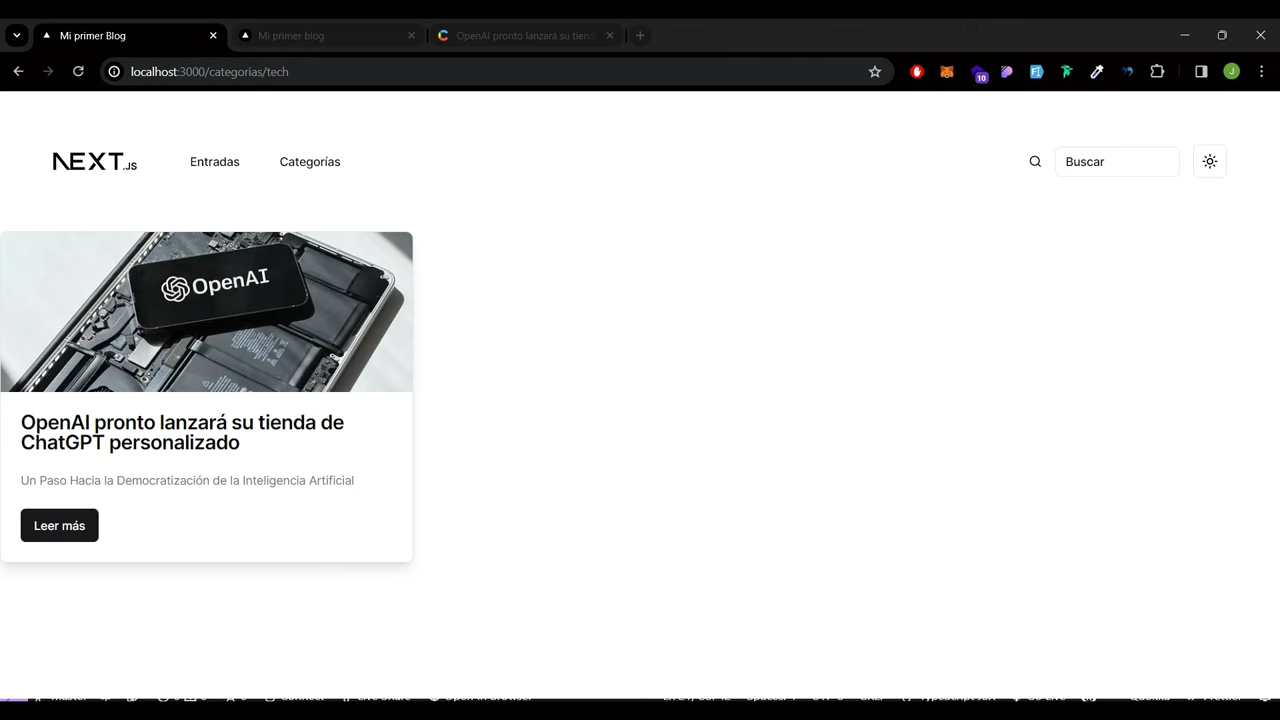 Mi primer Blog
Mi primer blog
OpenAI pronto lanzará su tiend
localhost:3000/categorias/tech
10
J
NEXT.JS
Entradas
Categorías
Buscar
OpenAI
OpenAI pronto lanzará su tienda de
ChatGPT personalizado
Un Paso Hacia la Democratización de la Inteligencia Artificial
Leer más